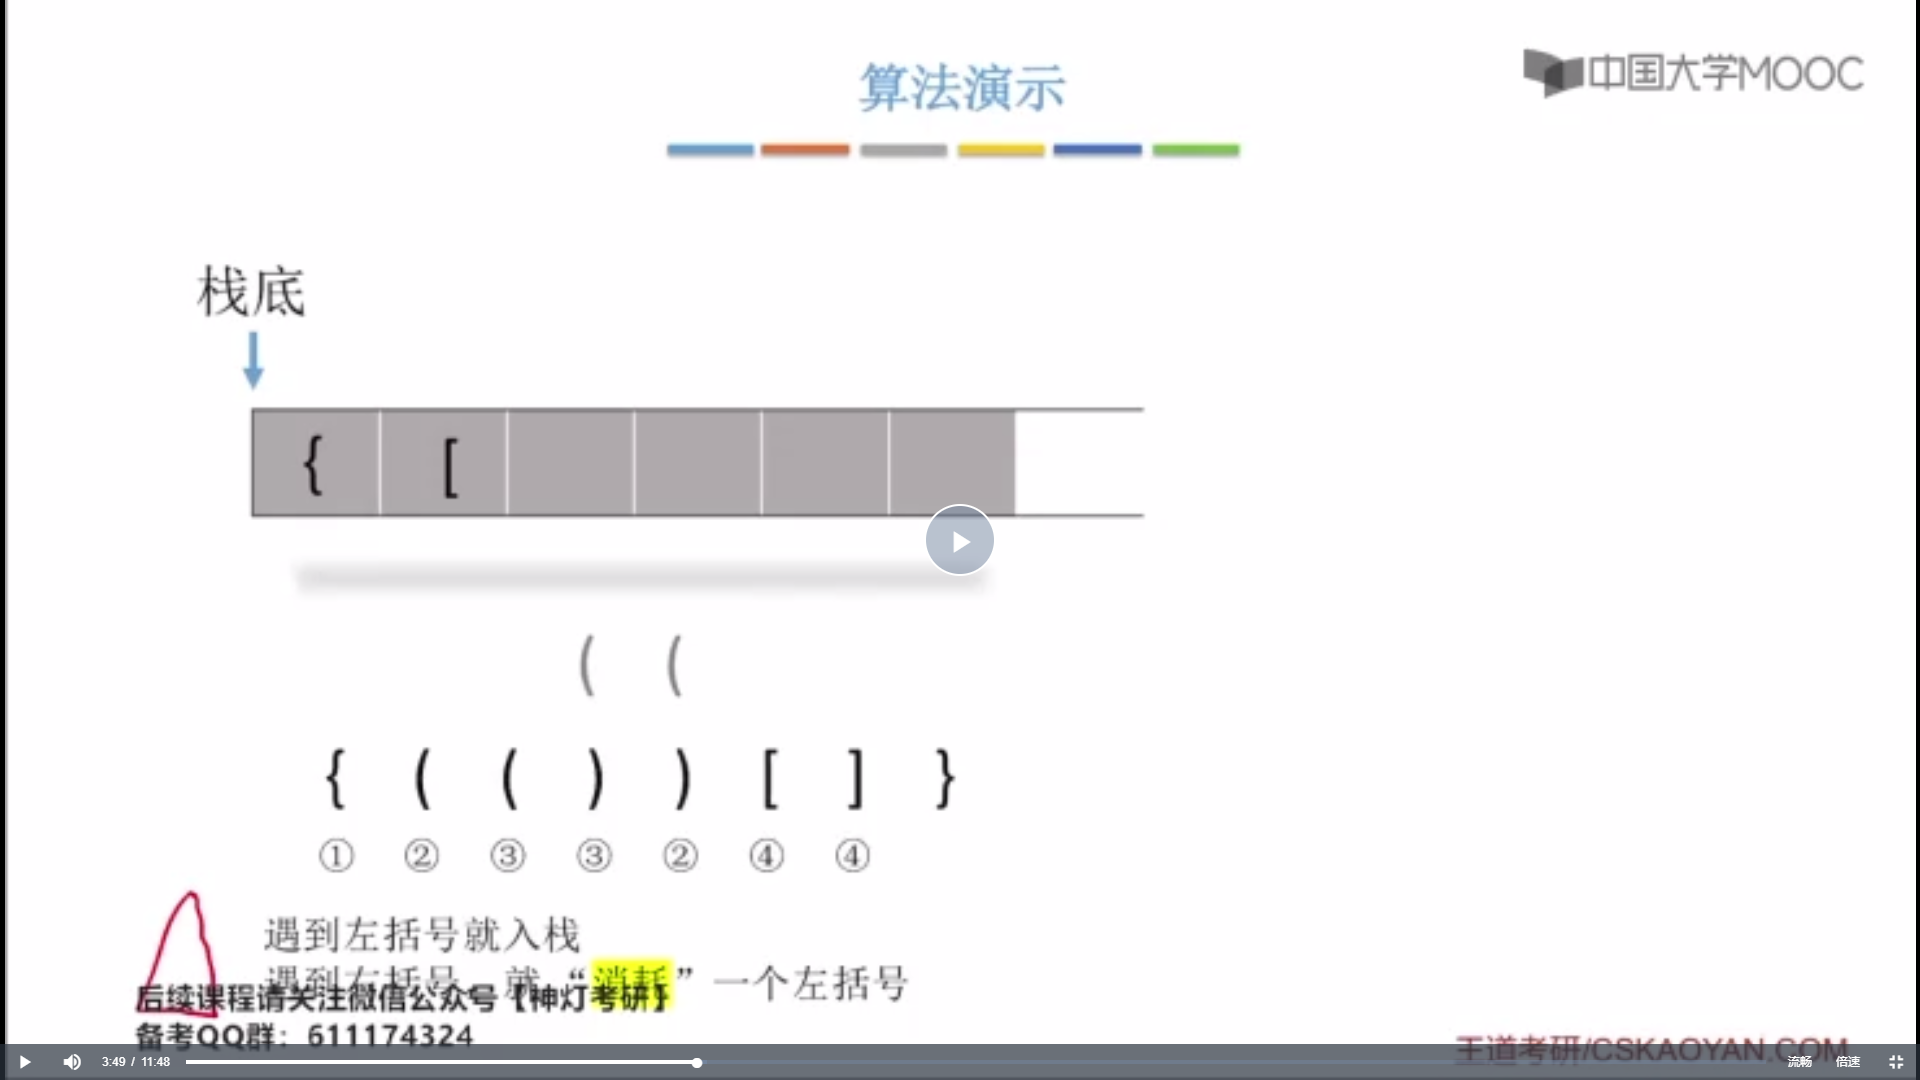 算法演示
中国大学MOOC
栈底
{ [
( (
{ ( ( ) ) [ ] }
① ② ③ ③ ② ④ ④
遇到左括号就入栈
遇到右括号，就“消耗”一个左括号
后续课程请关注微信公众号【神灯考研】
备考QQ群：611174324
王道考研/CSKAOYAN.COM
3:49 / 11:48
流畅 倍速